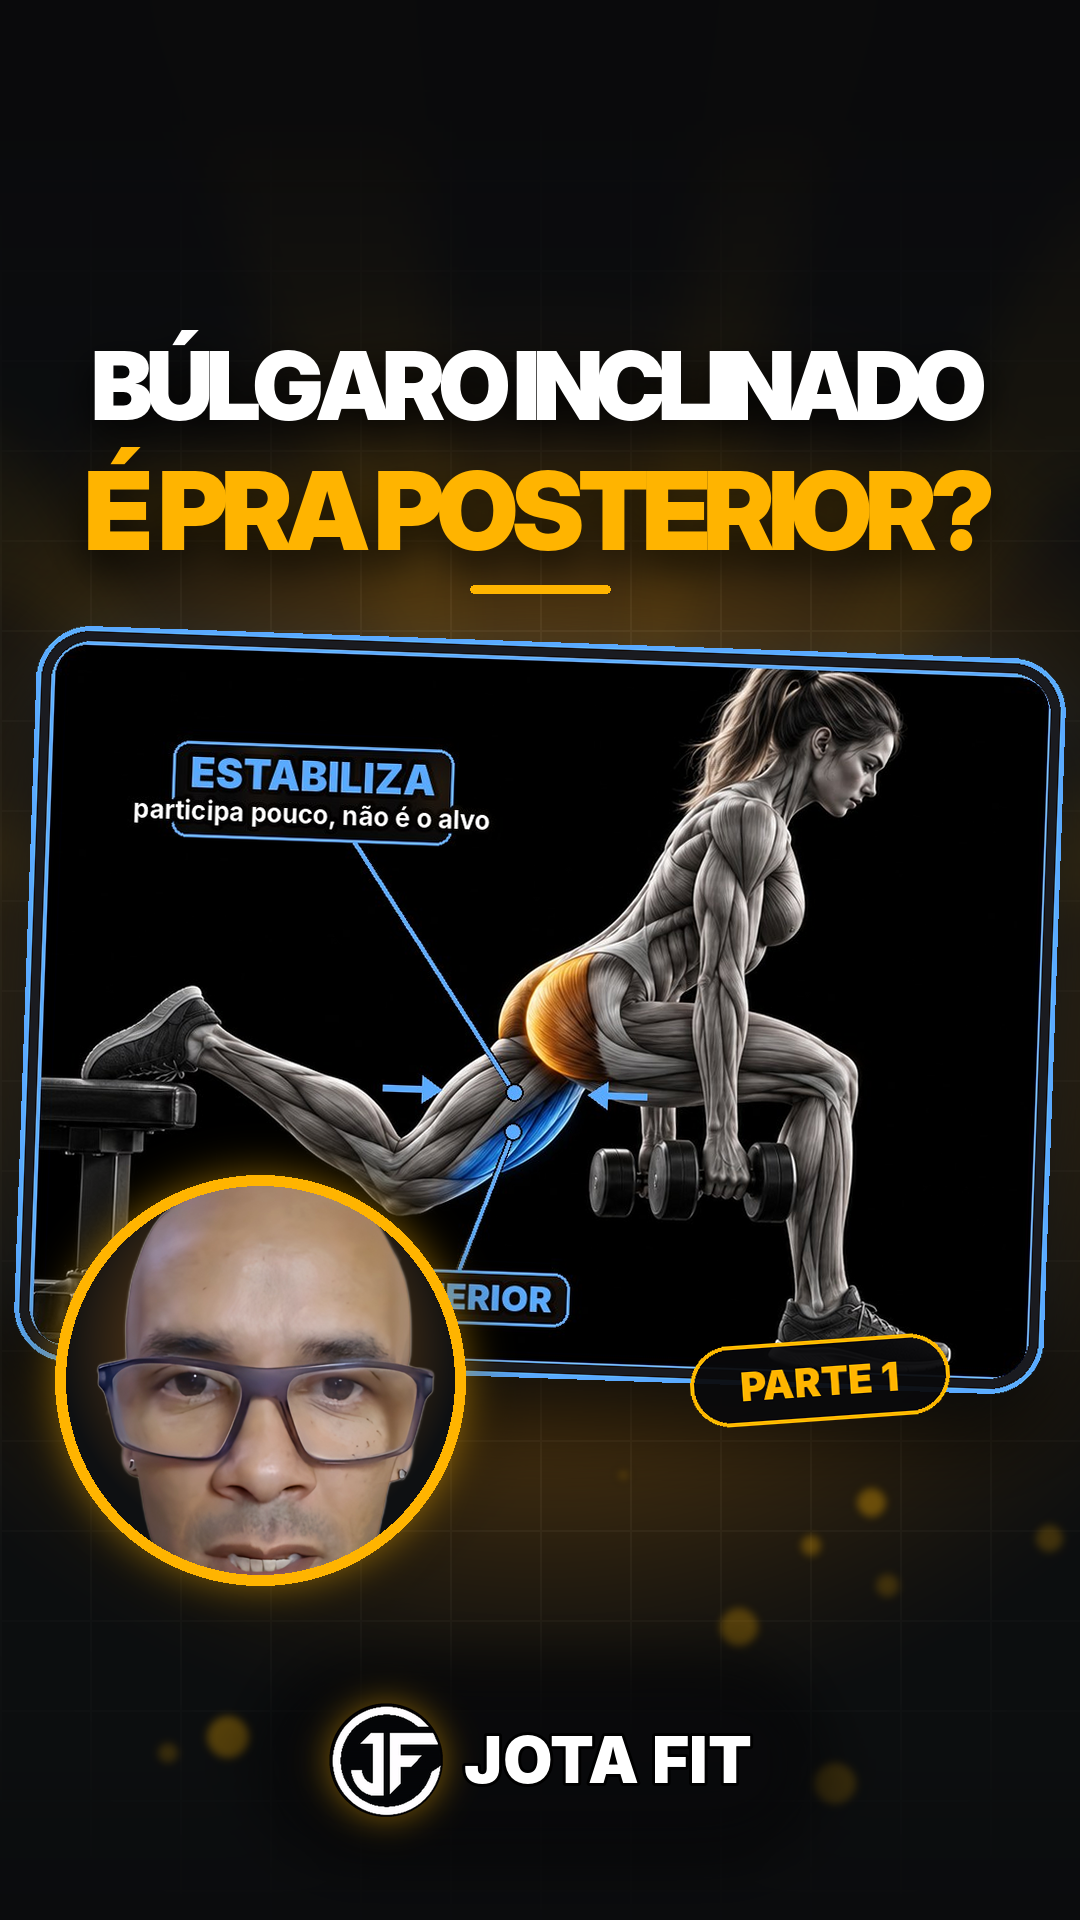 BÚLGARO INCLINADO
É PRA POSTERIOR?
ESTABILIZA
participa pouco, não é o alvo
ERIOR
PARTE 1
JF JOTA FIT